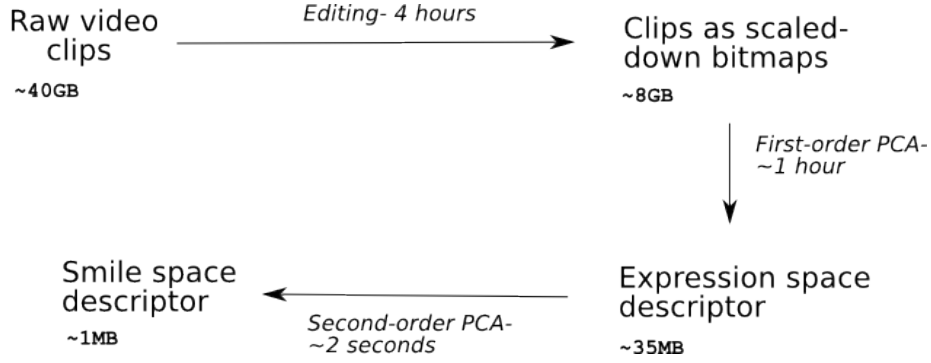 Raw video
clips
~40GB
Editing- 4 hours
Clips as scaled-
down bitmaps
~8GB
First-order PCA-
~1 hour
Expression space
descriptor
~35MB
Second-order PCA-
~2 seconds
Smile space
descriptor
~1MB